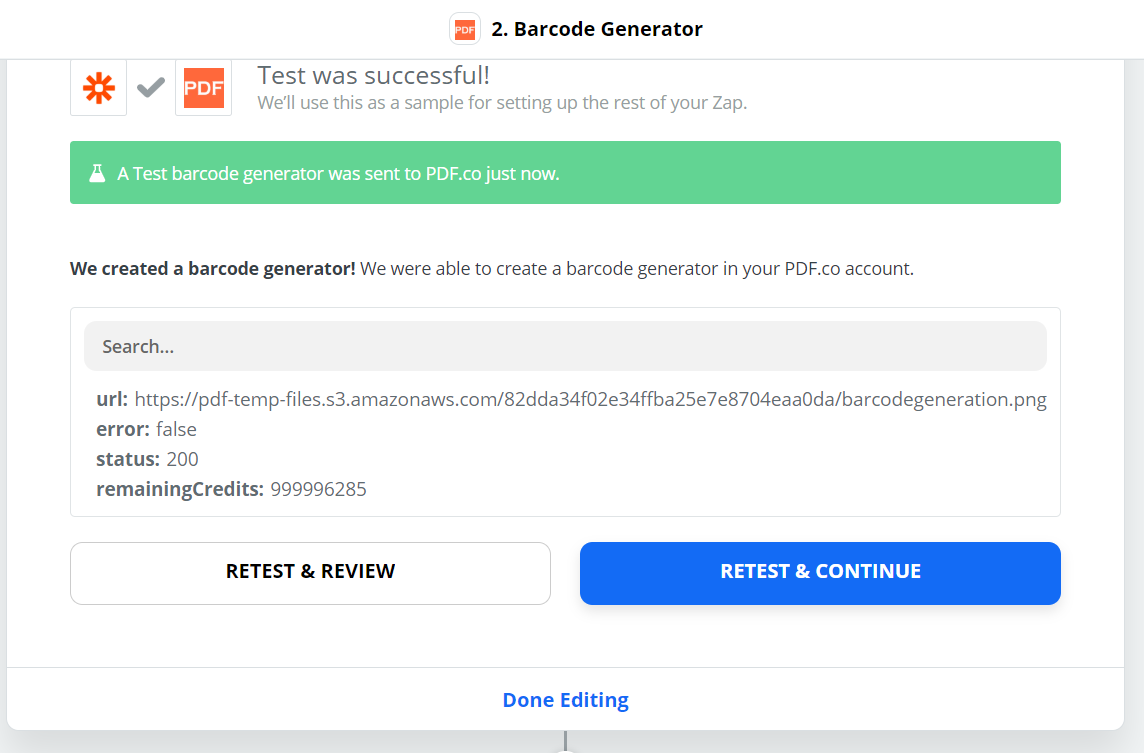 PDF 2. Barcode Generator
PDF Test was successful!
We'll use this as a sample for setting up the rest of your Zap.
A Test barcode generator was sent to PDF.co just now.
We created a barcode generator! We were able to create a barcode generator in your PDF.co account.
Search...
url: https://pdf-temp-files.s3.amazonaws.com/82dda34f02e34ffba25e7e8704eaa0da/barcodegeneration.png
error: false
status: 200
remainingCredits: 999996285
RETEST & REVIEW RETEST & CONTINUE
Done Editing